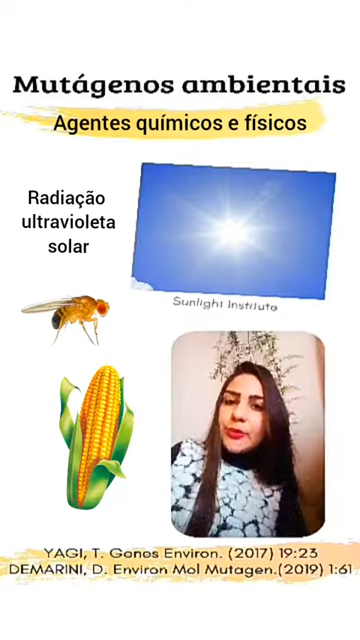 Mutágenos ambientais
Agentes químicos e físicos
Radiação
ultravioleta
solar
Sunlight Institute
YAGI, T. Genes Environ. (2017) 19:23
DEMARINI, D. Environ Mol Mutagen.(2019) 1:61